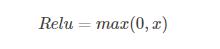 Relu = max(0, x)